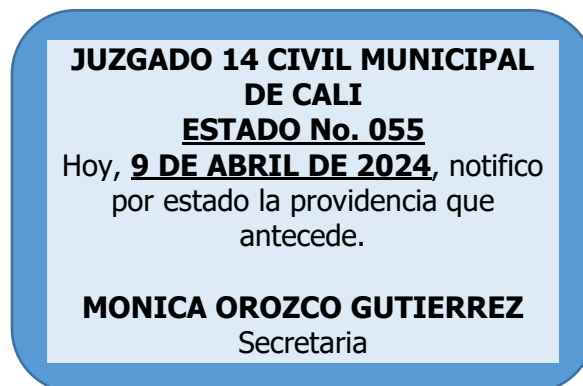 JUZGADO 14 CIVIL MUNICIPAL
DE CALI
ESTADO No. 055
Hoy, 9 DE ABRIL DE 2024, notifico
por estado la providencia que
antecede.
MONICA OROZCO GUTIERREZ
Secretaria